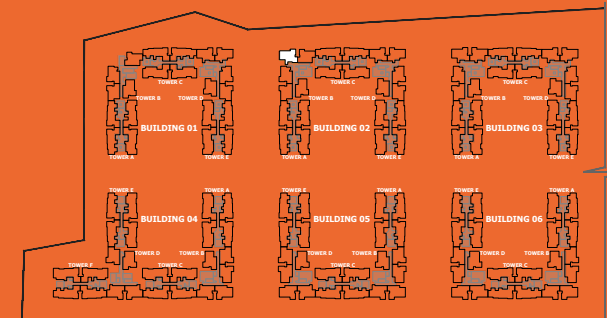 TOWER C TOWER C TOWER C
TOWER B TOWER D TOWER B TOWER D TOWER B TOWER D
BUILDING 01 BUILDING 02 BUILDING 03
TOWER A TOWER E TOWER A TOWER E TOWER A TOWER E
TOWER E TOWER A TOWER E TOWER A TOWER E TOWER A
BUILDING 04 BUILDING 05 BUILDING 06
TOWER D TOWER B TOWER D TOWER B TOWER D TOWER B
TOWER F TOWER C TOWER C TOWER C